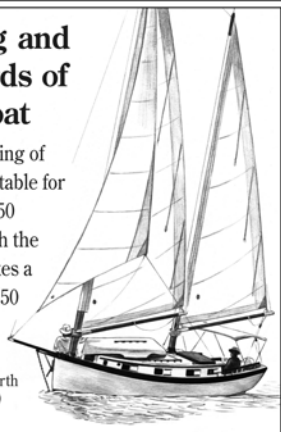 g and
ds of
oat
ing of
table for
50
h the
es a
50
rth
)